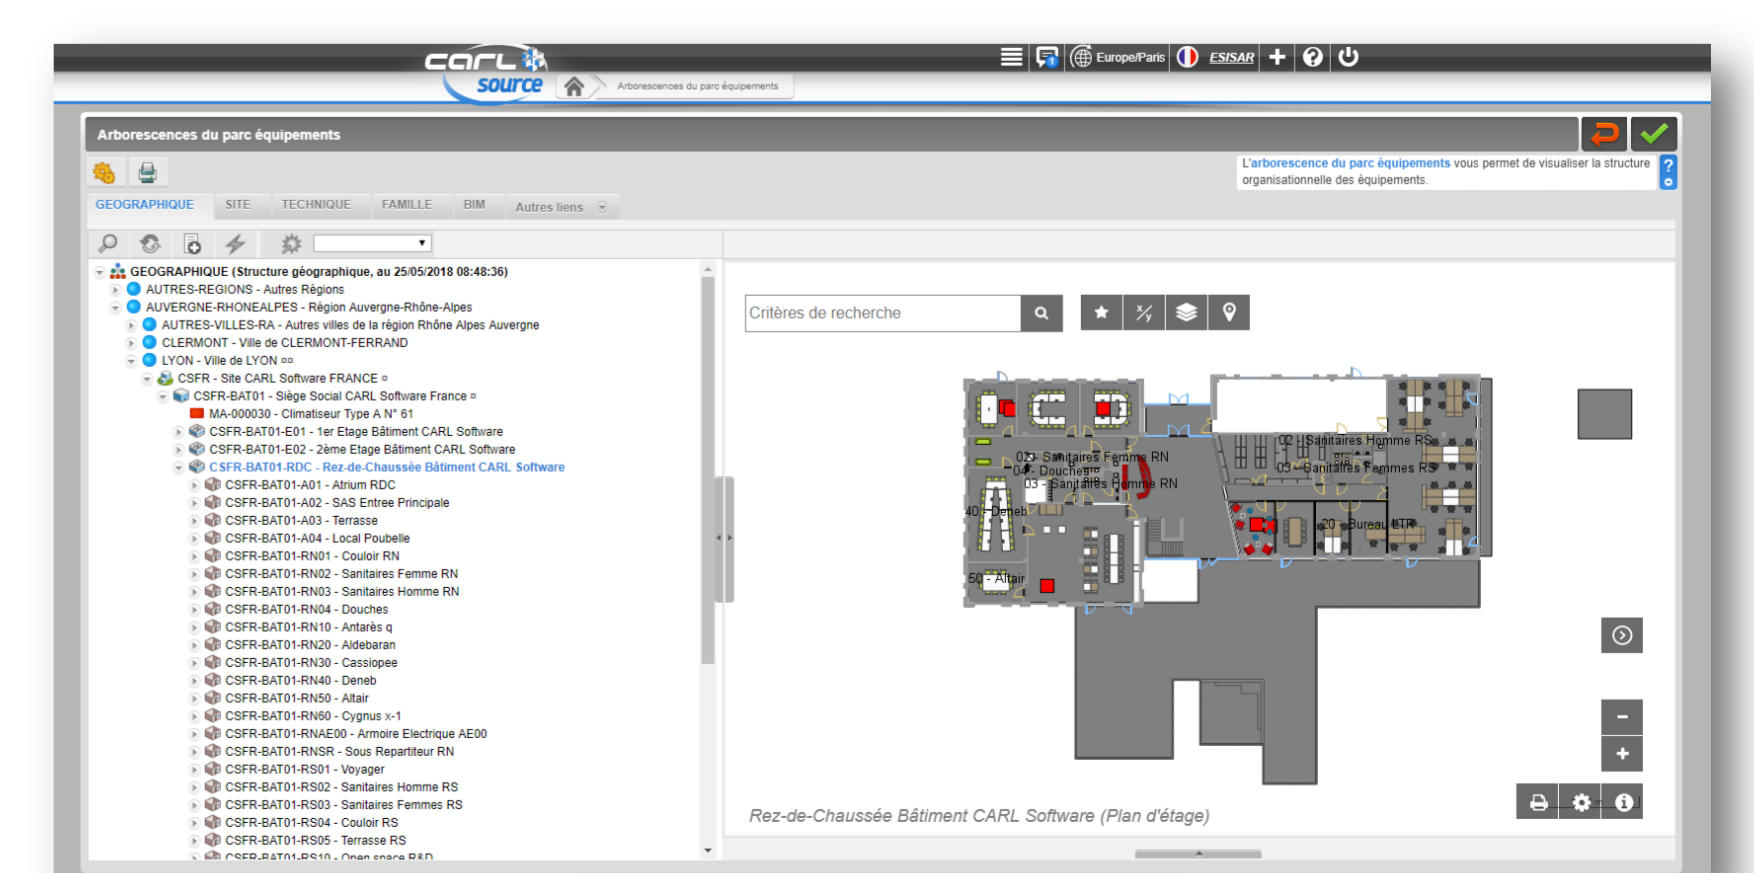 CARL source
Europe/Paris
ESISAR
Arborescences du parc équipements
Arborescences du parc équipements
L'arborescence du parc équipements vous permet de visualiser la structure
organisationnelle des équipements.
GEOGRAPHIQUE SITE TECHNIQUE FAMILLE BIM Autres liens
GEOGRAPHIQUE (Structure géographique, au 25/05/2018 08:48:36)
AUTRES-REGIONS - Autres Régions
AUVERGNE-RHONEALPES - Région Auvergne-Rhône-Alpes
AUTRES-VILLES-RA - Autres villes de la région Rhône Alpes Auvergne
CLERMONT - Ville de CLERMONT-FERRAND
LYON - Ville de LYON ¤¤
CSFR - Site CARL Software FRANCE ¤
CSFR-BAT01 - Siège Social CARL Software France ¤
MA-000030 - Climatiseur Type A N° 61
CSFR-BAT01-E01 - 1er Etage Bâtiment CARL Software
CSFR-BAT01-E02 - 2ème Etage Bâtiment CARL Software
CSFR-BAT01-RDC - Rez-de-Chaussée Bâtiment CARL Software
CSFR-BAT01-A01 - Atrium RDC
CSFR-BAT01-A02 - SAS Entree Principale
CSFR-BAT01-A03 - Terrasse
CSFR-BAT01-A04 - Local Poubelle
CSFR-BAT01-RN01 - Couloir RN
CSFR-BAT01-RN02 - Sanitaires Femme RN
CSFR-BAT01-RN03 - Sanitaires Homme RN
CSFR-BAT01-RN04 - Douches
CSFR-BAT01-RN10 - Antarès q
CSFR-BAT01-RN20 - Aldebaran
CSFR-BAT01-RN30 - Cassiopee
CSFR-BAT01-RN40 - Deneb
CSFR-BAT01-RN50 - Altair
CSFR-BAT01-RN60 - Cygnus x-1
CSFR-BAT01-RNAE00 - Armoire Electrique AE00
CSFR-BAT01-RNSR - Sous Repartiteur RN
CSFR-BAT01-RS01 - Voyager
CSFR-BAT01-RS02 - Sanitaires Homme RS
CSFR-BAT01-RS03 - Sanitaires Femmes RS
CSFR-BAT01-RS04 - Couloir RS
CSFR-BAT01-RS05 - Terrasse RS
CSFR-BAT01-RS10 - Open space R&D
Critères de recherche
x/y
02 - Sanitaires Homme RS
03 - Sanitaires Femmes RS
02 - Sanitaires Femme RN
04 - Douches
03 - Sanitaires Homme RN
40 - Deneb
20 - Bureau LTR
50 - Altair
Rez-de-Chaussée Bâtiment CARL Software (Plan d'étage)